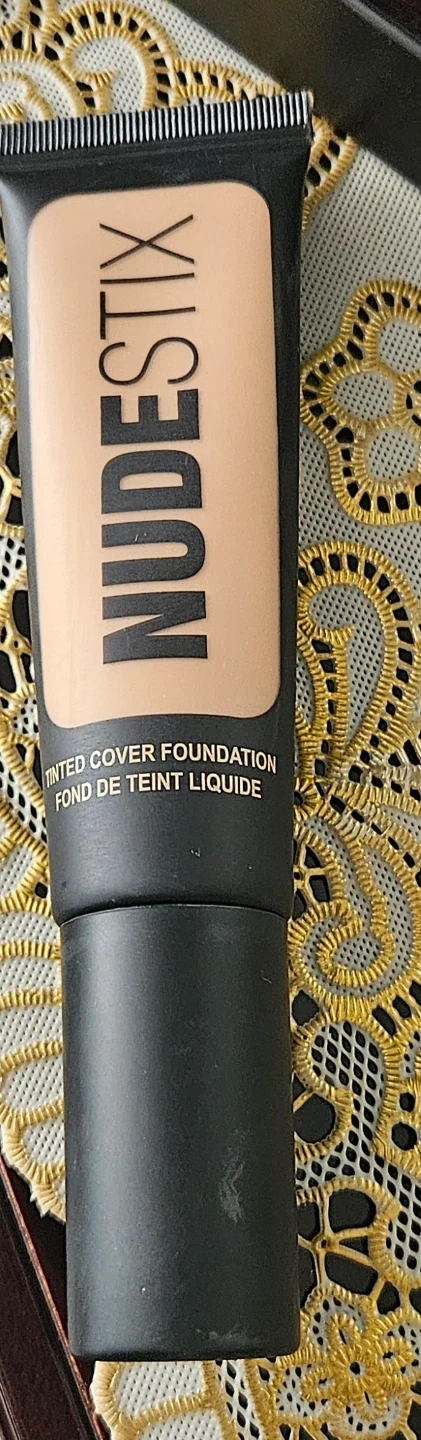 NUDESTIX
TINTED COVER FOUNDATION
FOND DE TEINT LIQUIDE